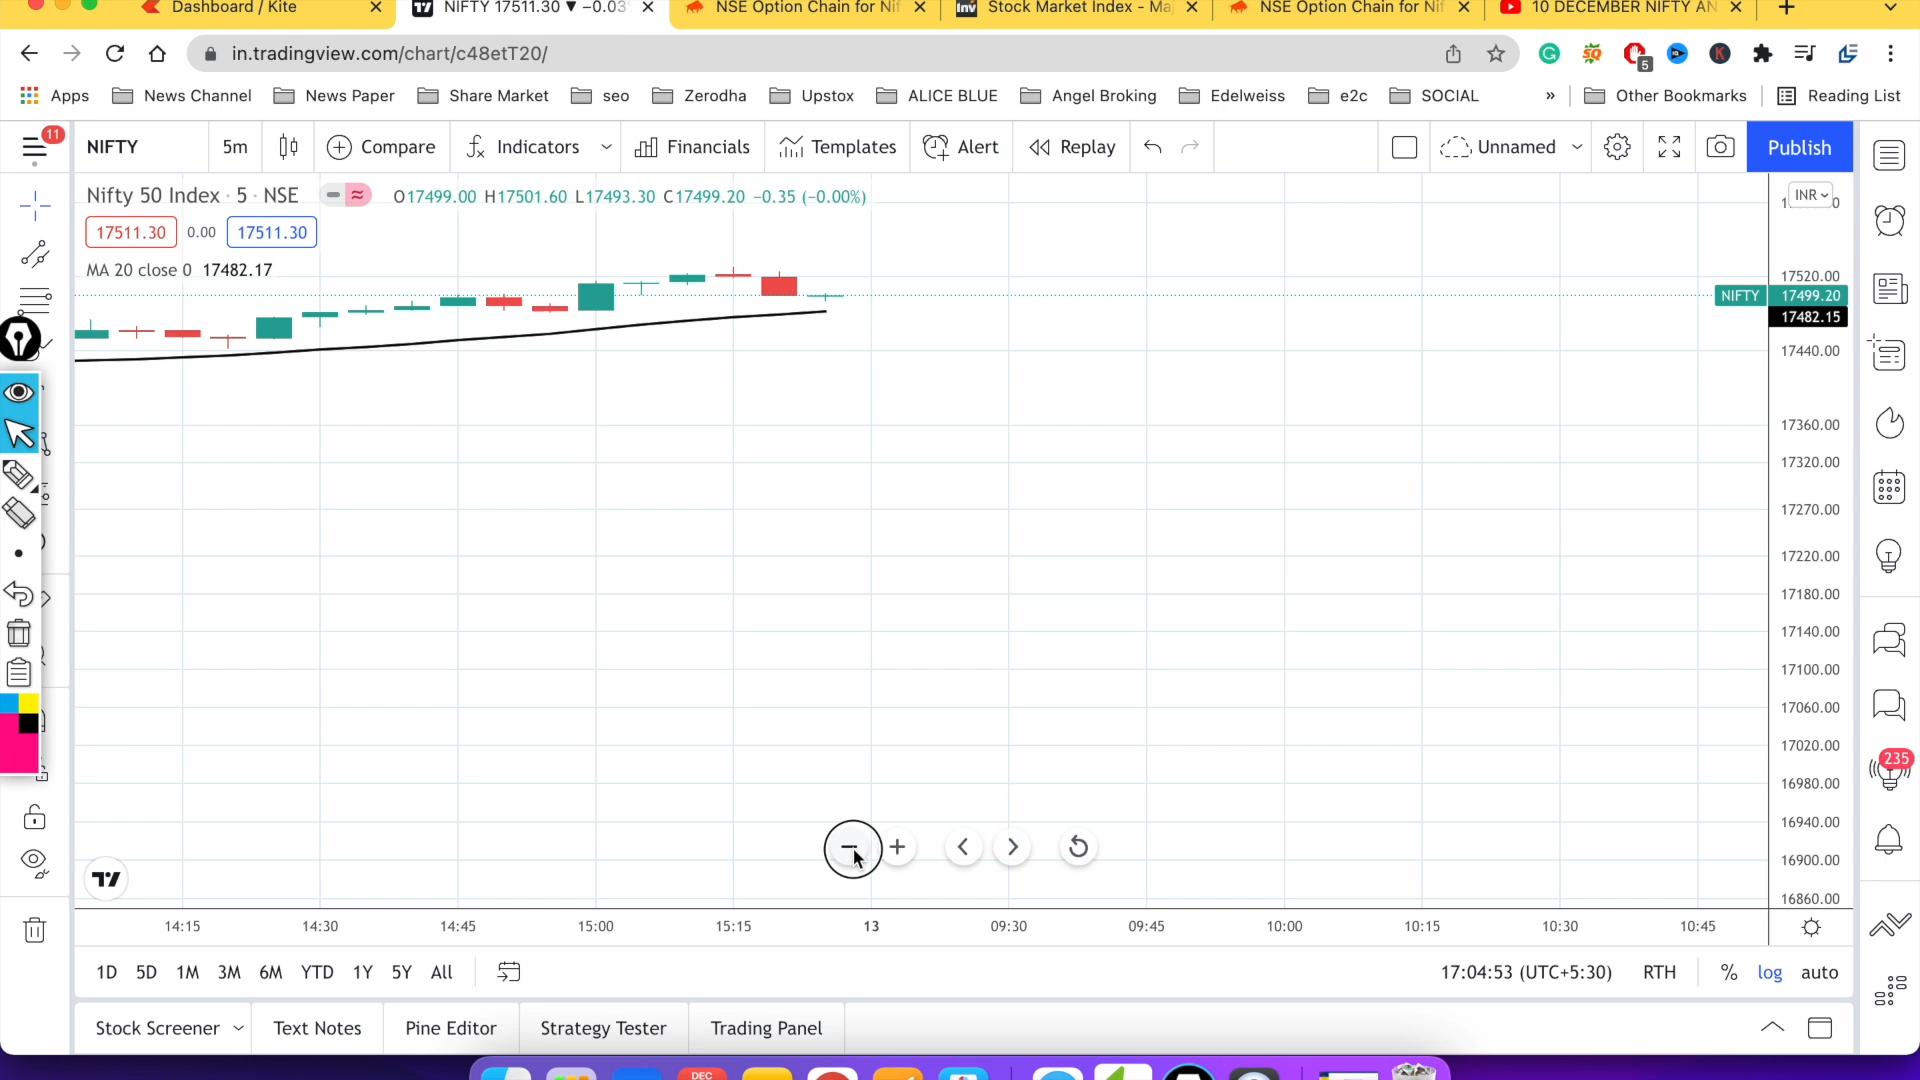 Dashboard / Kite
NIFTY 17511.30 ▼ −0.03
NSE Option Chain for Nif
Inv Stock Market Index - Ma
NSE Option Chain for Nif
10 DECEMBER NIFTY AN
in.tradingview.com/chart/c48etT20/
5
Apps News Channel News Paper Share Market seo Zerodha Upstox ALICE BLUE Angel Broking Edelweiss e2c SOCIAL » Other Bookmarks Reading List
11
NIFTY 5m Compare Indicators Financials Templates Alert Replay Unnamed Publish
Nifty 50 Index · 5 · NSE O17499.00 H17501.60 L17493.30 C17499.20 −0.35 (−0.00%)
INR
17511.30 0.00 17511.30
MA 20 close 0 17482.17
17520.00
NIFTY 17499.20
17482.15
17440.00
17360.00
17320.00
17270.00
17220.00
17180.00
17140.00
17100.00
17060.00
17020.00
235
16980.00
16940.00
16900.00
16860.00
14:15 14:30 14:45 15:00 15:15 13 09:30 09:45 10:00 10:15 10:30 10:45
1D 5D 1M 3M 6M YTD 1Y 5Y All 17:04:53 (UTC+5:30) RTH % log auto
Stock Screener Text Notes Pine Editor Strategy Tester Trading Panel
DEC